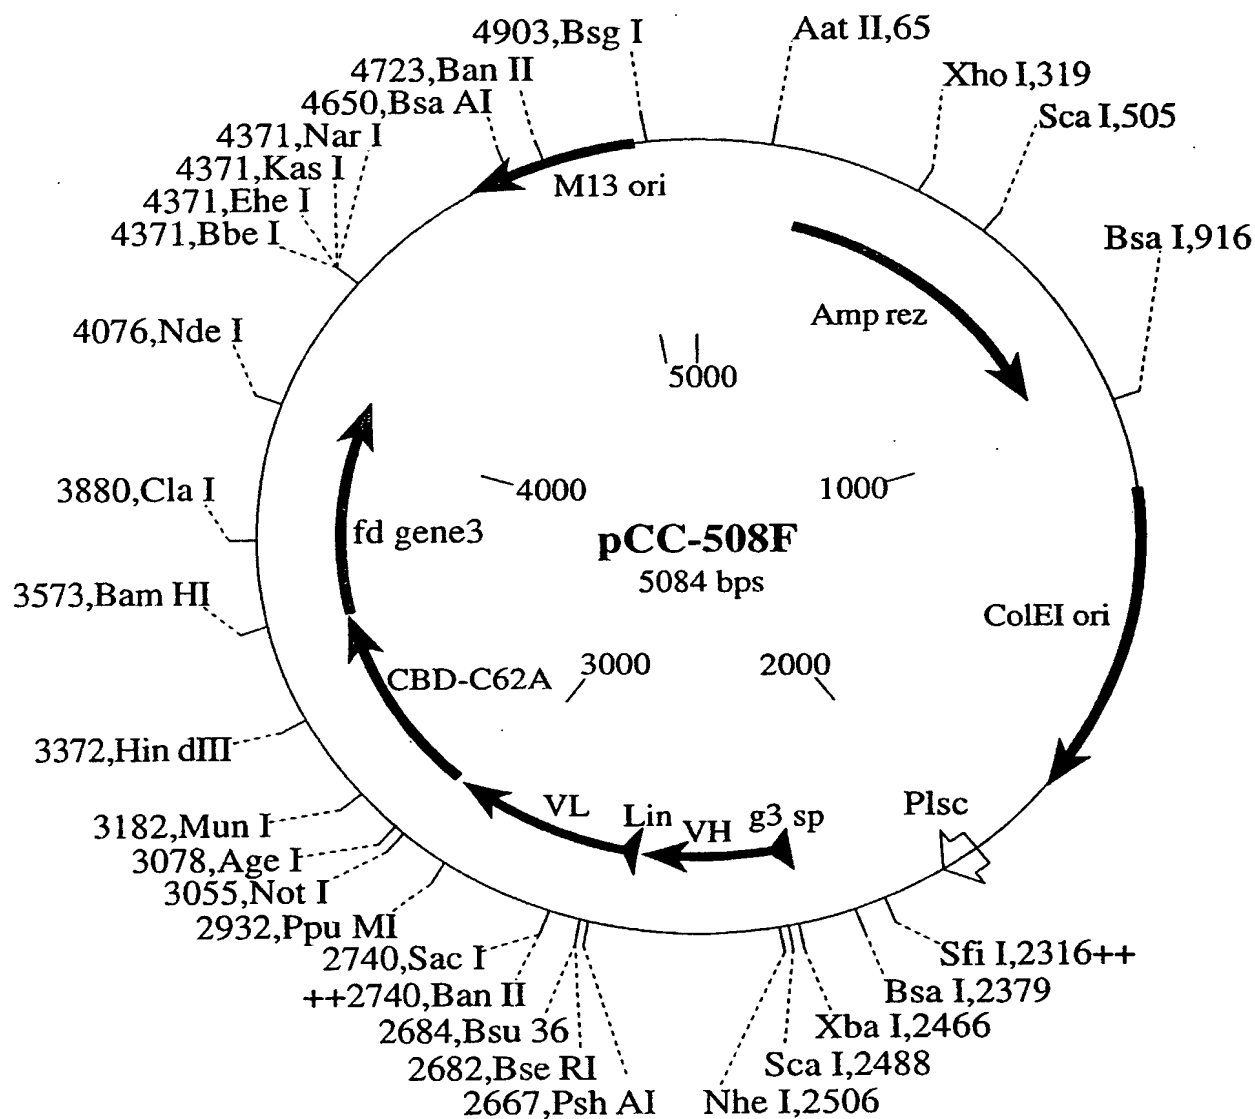 4903,Bsg I
Aat II,65
4723,Ban II
Xho I,319
4650,Bsa AI
Sca I,505
4371,Nar I
4371,Kas I
M13 ori
4371,Ehe I
4371,Bbe I
Bsa I,916
Amp rez
4076,Nde I
5000
3880,Cla I
4000
1000
fd gene3
pCC-508F
5084 bps
3573,Bam HI
ColEI ori
3000
2000
CBD-C62A
3372,Hin dIII
VL
Lin
VH
g3 sp
Plsc
3182,Mun I
3078,Age I
3055,Not I
2932,Ppu MI
2740,Sac I
Sfi I,2316++
++2740,Ban II
Bsa I,2379
2684,Bsu 36
Xba I,2466
2682,Bse RI
Sca I,2488
2667,Psh AI
Nhe I,2506